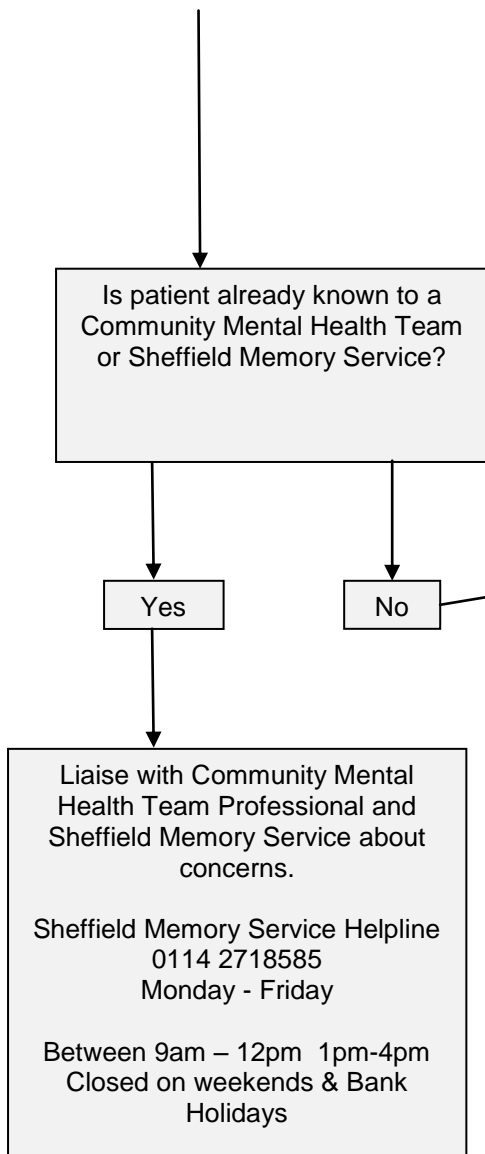 Is patient already known to a
Community Mental Health Team
or Sheffield Memory Service?
Yes
No
Liaise with Community Mental
Health Team Professional and
Sheffield Memory Service about
concerns.
Sheffield Memory Service Helpline
0114 2718585
Monday - Friday
Between 9am – 12pm  1pm-4pm
Closed on weekends & Bank
Holidays